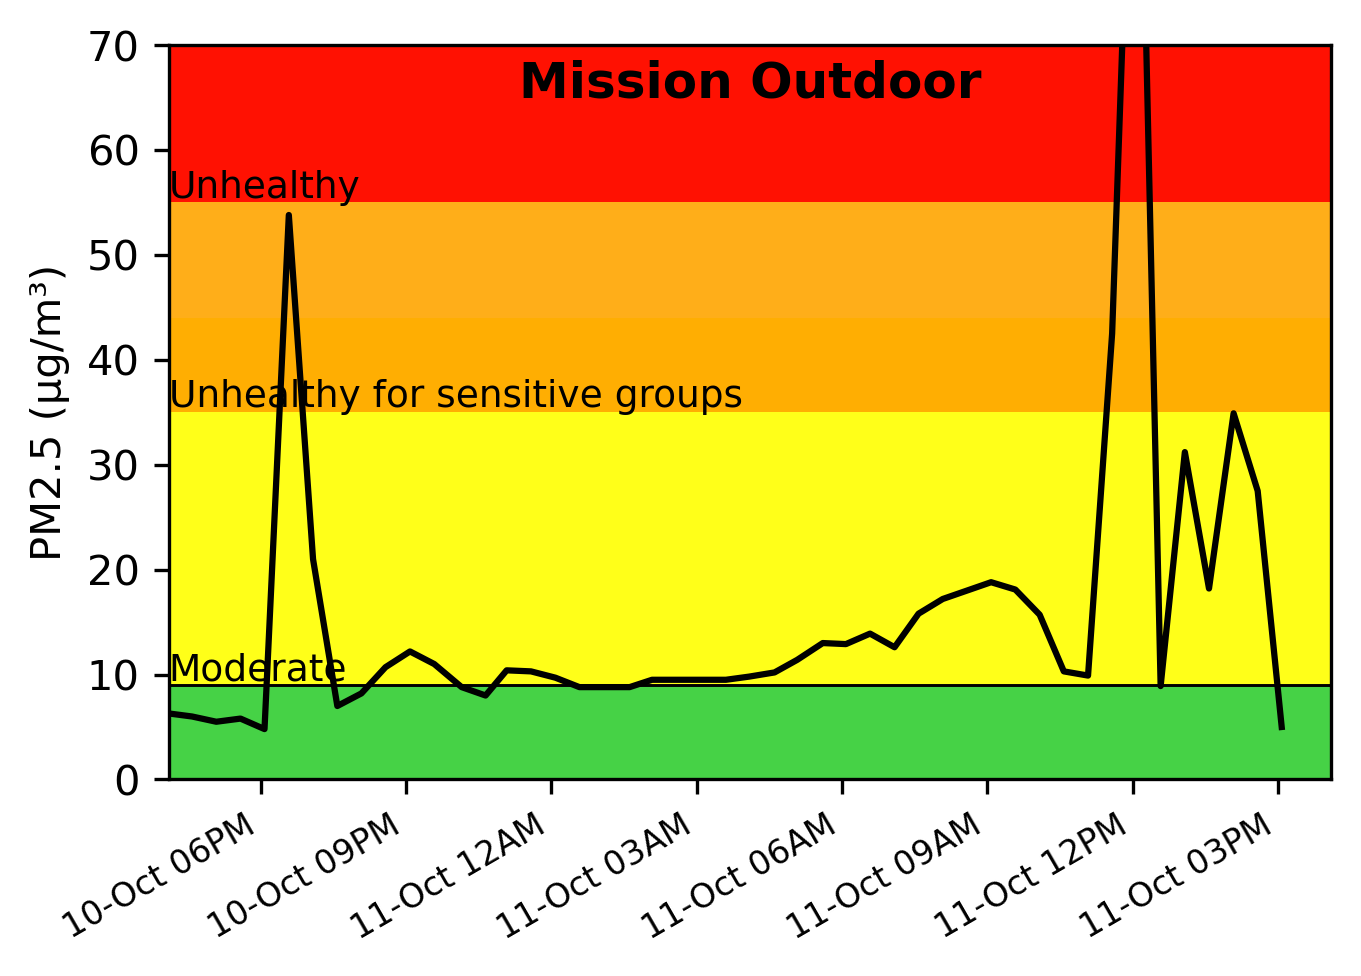 Mission Outdoor
PM2.5 (µg/m³)
70
60
50
40
30
20
10
0
Unhealthy
Unhealthy for sensitive groups
Moderate
10-Oct 06PM
10-Oct 09PM
11-Oct 12AM
11-Oct 03AM
11-Oct 06AM
11-Oct 09AM
11-Oct 12PM
11-Oct 03PM